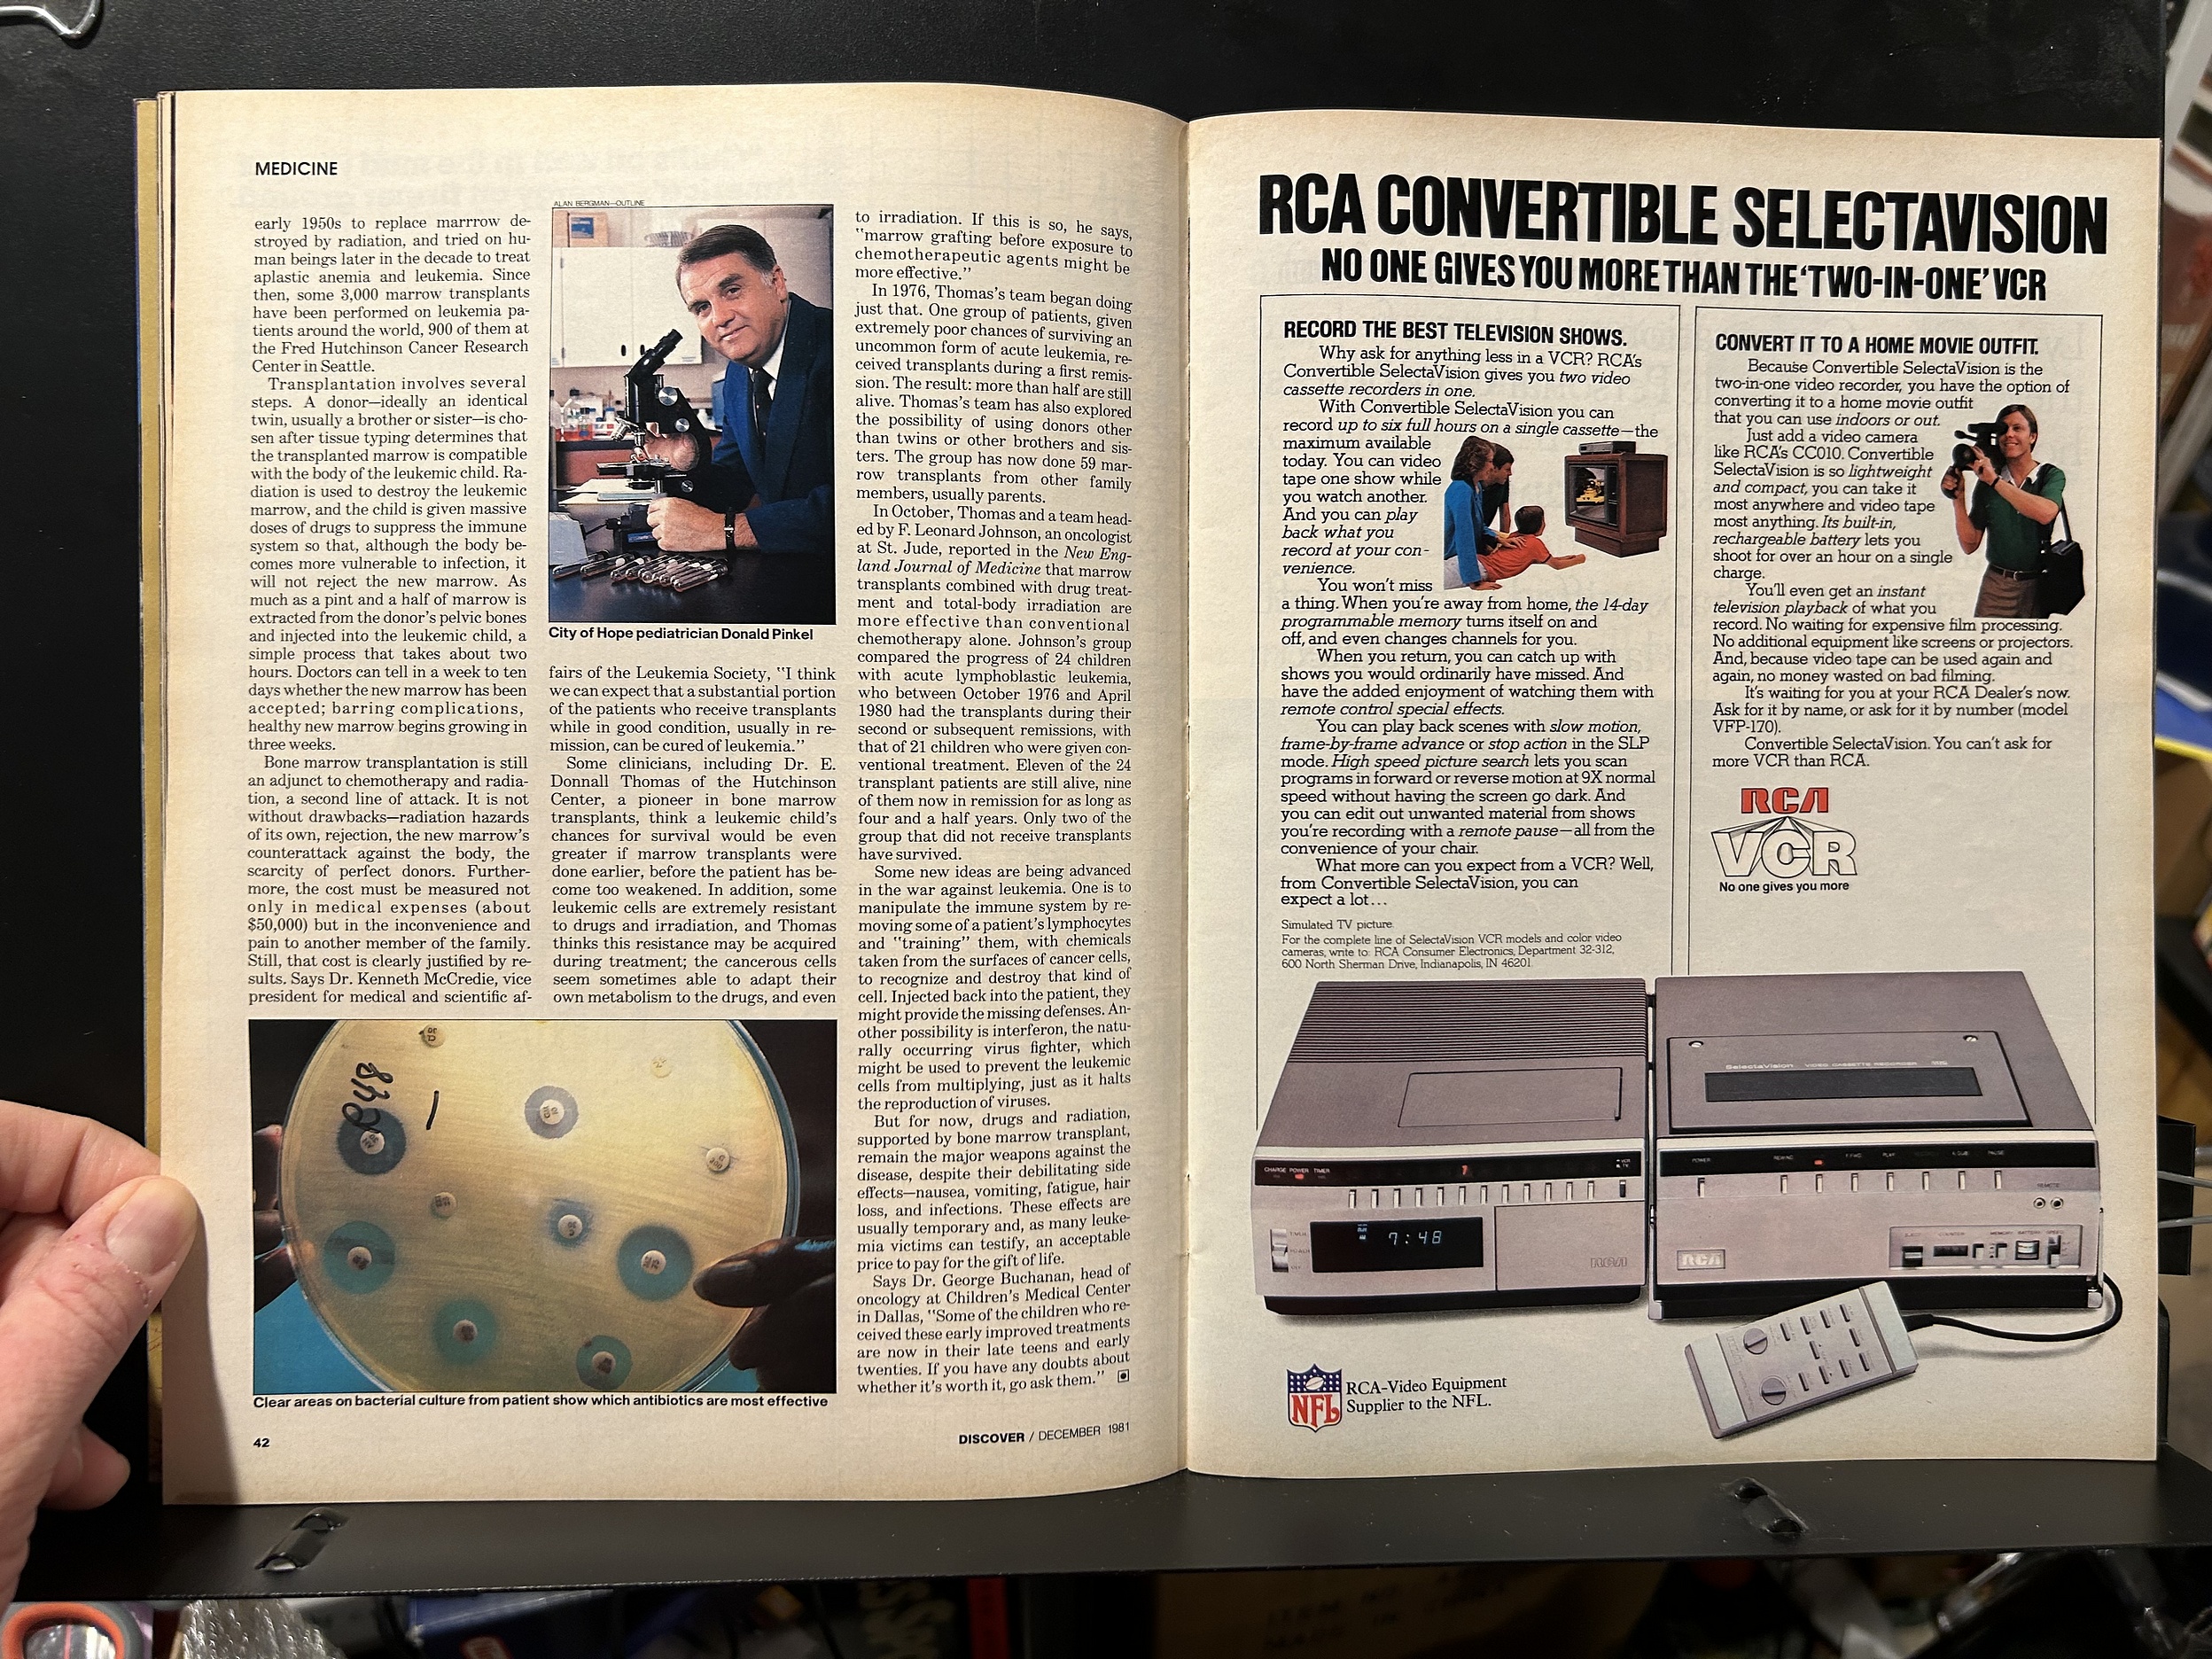 MEDICINE
early 1950s to replace marrrow de-
stroyed by radiation, and tried on hu-
man beings later in the decade to treat
aplastic anemia and leukemia. Since
then, some 3,000 marrow transplants
have been performed on leukemia pa-
tients around the world, 900 of them at
the Fred Hutchinson Cancer Research
Center in Seattle.
Transplantation involves several
steps. A donor—ideally an identical
twin, usually a brother or sister—is cho-
sen after tissue typing determines that
the transplanted marrow is compatible
with the body of the leukemic child. Ra-
diation is used to destroy the leukemic
marrow, and the child is given massive
doses of drugs to suppress the immune
system so that, although the body be-
comes more vulnerable to infection, it
will not reject the new marrow. As
much as a pint and a half of marrow is
extracted from the donor's pelvic bones
and injected into the leukemic child, a
simple process that takes about two
hours. Doctors can tell in a week to ten
days whether the new marrow has been
accepted; barring complications,
healthy new marrow begins growing in
three weeks.
Bone marrow transplantation is still
an adjunct to chemotherapy and radia-
tion, a second line of attack. It is not
without drawbacks—radiation hazards
of its own, rejection, the new marrow's
counterattack against the body, the
scarcity of perfect donors. Further-
more, the cost must be measured not
only in medical expenses (about
$50,000) but in the inconvenience and
pain to another member of the family.
Still, that cost is clearly justified by re-
sults. Says Dr. Kenneth McCredie, vice
president for medical and scientific af-
ALAN BERGMAN—OUTLINE
City of Hope pediatrician Donald Pinkel
fairs of the Leukemia Society, "I think
we can expect that a substantial portion
of the patients who receive transplants
while in good condition, usually in re-
mission, can be cured of leukemia."
Some clinicians, including Dr. E.
Donnall Thomas of the Hutchinson
Center, a pioneer in bone marrow
transplants, think a leukemic child's
chances for survival would be even
greater if marrow transplants were
done earlier, before the patient has be-
come too weakened. In addition, some
leukemic cells are extremely resistant
to drugs and irradiation, and Thomas
thinks this resistance may be acquired
during treatment; the cancerous cells
seem sometimes able to adapt their
own metabolism to the drugs, and even
to irradiation. If this is so, he says,
"marrow grafting before exposure to
chemotherapeutic agents might be
more effective."
In 1976, Thomas's team began doing
just that. One group of patients, given
extremely poor chances of surviving an
uncommon form of acute leukemia, re-
ceived transplants during a first remis-
sion. The result: more than half are still
alive. Thomas's team has also explored
the possibility of using donors other
than twins or other brothers and sis-
ters. The group has now done 59 mar-
row transplants from other family
members, usually parents.
In October, Thomas and a team head-
ed by F. Leonard Johnson, an oncologist
at St. Jude, reported in the New Eng-
land Journal of Medicine that marrow
transplants combined with drug treat-
ment and total-body irradiation are
more effective than conventional
chemotherapy alone. Johnson's group
compared the progress of 24 children
with acute lymphoblastic leukemia,
who between October 1976 and April
1980 had the transplants during their
second or subsequent remissions, with
that of 21 children who were given con-
ventional treatment. Eleven of the 24
transplant patients are still alive, nine
of them now in remission for as long as
four and a half years. Only two of the
group that did not receive transplants
have survived.
Some new ideas are being advanced
in the war against leukemia. One is to
manipulate the immune system by re-
moving some of a patient's lymphocytes
and "training" them, with chemicals
taken from the surfaces of cancer cells,
to recognize and destroy that kind of
cell. Injected back into the patient, they
might provide the missing defenses. An-
other possibility is interferon, the natu-
rally occurring virus fighter, which
might be used to prevent the leukemic
cells from multiplying, just as it halts
the reproduction of viruses.
But for now, drugs and radiation,
supported by bone marrow transplant,
remain the major weapons against the
disease, despite their debilitating side
effects—nausea, vomiting, fatigue, hair
loss, and infections. These effects are
usually temporary and, as many leuke-
mia victims can testify, an acceptable
price to pay for the gift of life.
Says Dr. George Buchanan, head of
oncology at Children's Medical Center
in Dallas, "Some of the children who re-
ceived these early improved treatments
are now in their late teens and early
twenties. If you have any doubts about
whether it's worth it, go ask them."
Clear areas on bacterial culture from patient show which antibiotics are most effective
42
DISCOVER / DECEMBER 1981
RCA CONVERTIBLE SELECTAVISION
NO ONE GIVES YOU MORE THAN THE 'TWO-IN-ONE' VCR
RECORD THE BEST TELEVISION SHOWS.
Why ask for anything less in a VCR? RCA's
Convertible SelectaVision gives you two video
cassette recorders in one.
With Convertible SelectaVision you can
record up to six full hours on a single cassette—the
maximum available
today. You can video
tape one show while
you watch another.
And you can play
back what you
record at your con-
venience.
You won't miss
a thing. When you're away from home, the 14-day
programmable memory turns itself on and
off, and even changes channels for you.
When you return, you can catch up with
shows you would ordinarily have missed. And
have the added enjoyment of watching them with
remote control special effects.
You can play back scenes with slow motion,
frame-by-frame advance or stop action in the SLP
mode. High speed picture search lets you scan
programs in forward or reverse motion at 9X normal
speed without having the screen go dark. And
you can edit out unwanted material from shows
you're recording with a remote pause—all from the
convenience of your chair.
What more can you expect from a VCR? Well,
from Convertible SelectaVision, you can
expect a lot...
Simulated TV picture.
For the complete line of SelectaVision VCR models and color video
cameras, write to: RCA Consumer Electronics, Department 32-312,
600 North Sherman Drive, Indianapolis, IN 46201.
CONVERT IT TO A HOME MOVIE OUTFIT.
Because Convertible SelectaVision is the
two-in-one video recorder, you have the option of
converting it to a home movie outfit
that you can use indoors or out.
Just add a video camera
like RCA's CC010. Convertible
SelectaVision is so lightweight
and compact, you can take it
most anywhere and video tape
most anything. Its built-in,
rechargeable battery lets you
shoot for over an hour on a single
charge.
You'll even get an instant
television playback of what you
record. No waiting for expensive film processing.
No additional equipment like screens or projectors.
And, because video tape can be used again and
again, no money wasted on bad filming.
It's waiting for you at your RCA Dealer's now.
Ask for it by name, or ask for it by number (model
VFP-170).
Convertible SelectaVision. You can't ask for
more VCR than RCA.
RCA
VCR
No one gives you more
SelectaVision VIDEO CASSETTE RECORDER
CHARGE POWER TIMER
7
7:48
RCA
POWER REWIND F.FWD PLAY PAUSE
REMOTE
RCA
NFL
RCA-Video Equipment
Supplier to the NFL.